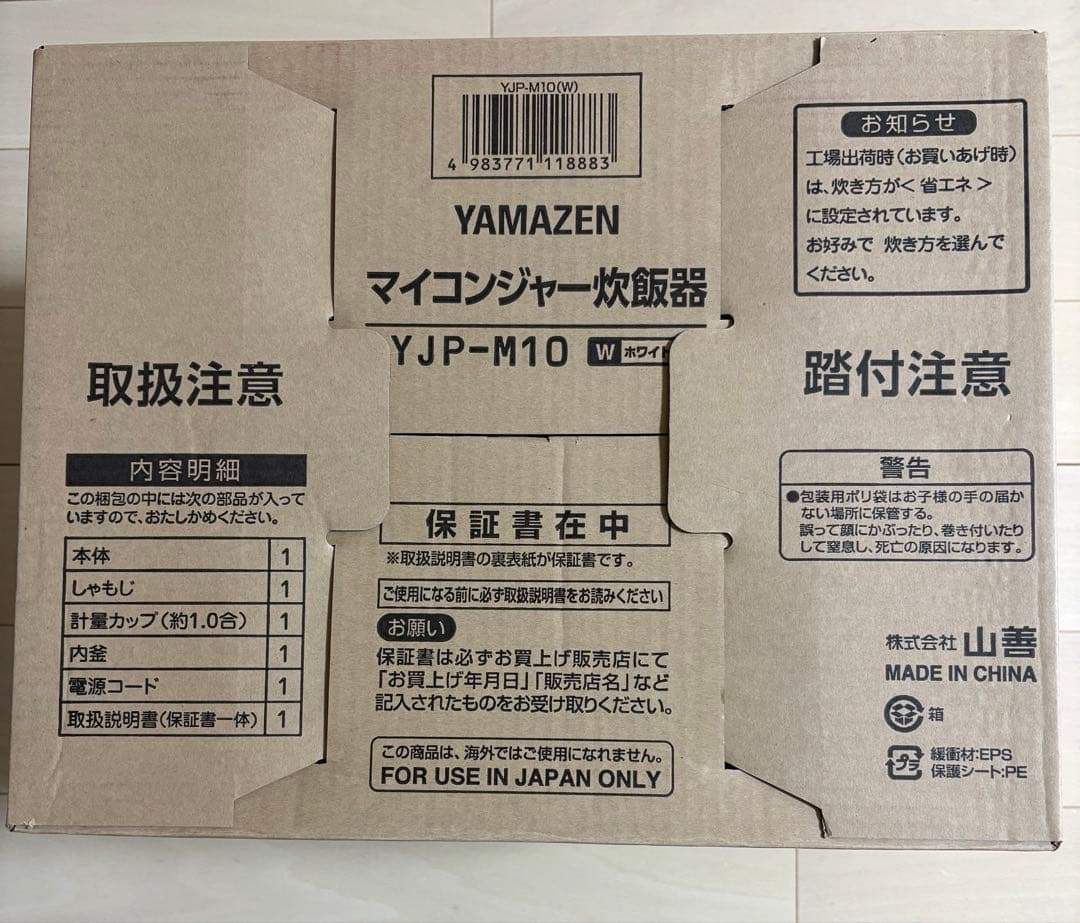 YJP-M10(W)
4 983771 118883
YAMAZEN
マイコンジャー炊飯器
YJP-M10 W ホワイト
お知らせ
工場出荷時(お買いあげ時)
は、炊き方が< 省エネ >
に設定されています。
お好みで 炊き方を選んで
ください。
取扱注意
踏付注意
内容明細
この梱包の中には次の部品が入って
いますので、おたしかめください。
本体 1
しゃもじ 1
計量カップ(約1.0合) 1
内釜 1
電源コード 1
取扱説明書(保証書一体) 1
保証書在中
※取扱説明書の裏表紙が保証書です。
ご使用になる前に必ず取扱説明書をお読みください
お願い
保証書は必ずお買上げ販売店にて
「お買上げ年月日」「販売店名」など
記入されたものをお受け取りください。
この商品は、海外ではご使用になれません。
FOR USE IN JAPAN ONLY
警告
●包装用ポリ袋はお子様の手の届か
ない場所に保管する。
誤って顔にかぶったり、巻き付いたり
して窒息し、死亡の原因になります。
株式会社 山善
MADE IN CHINA
箱
プラ
緩衝材:EPS
保護シート:PE